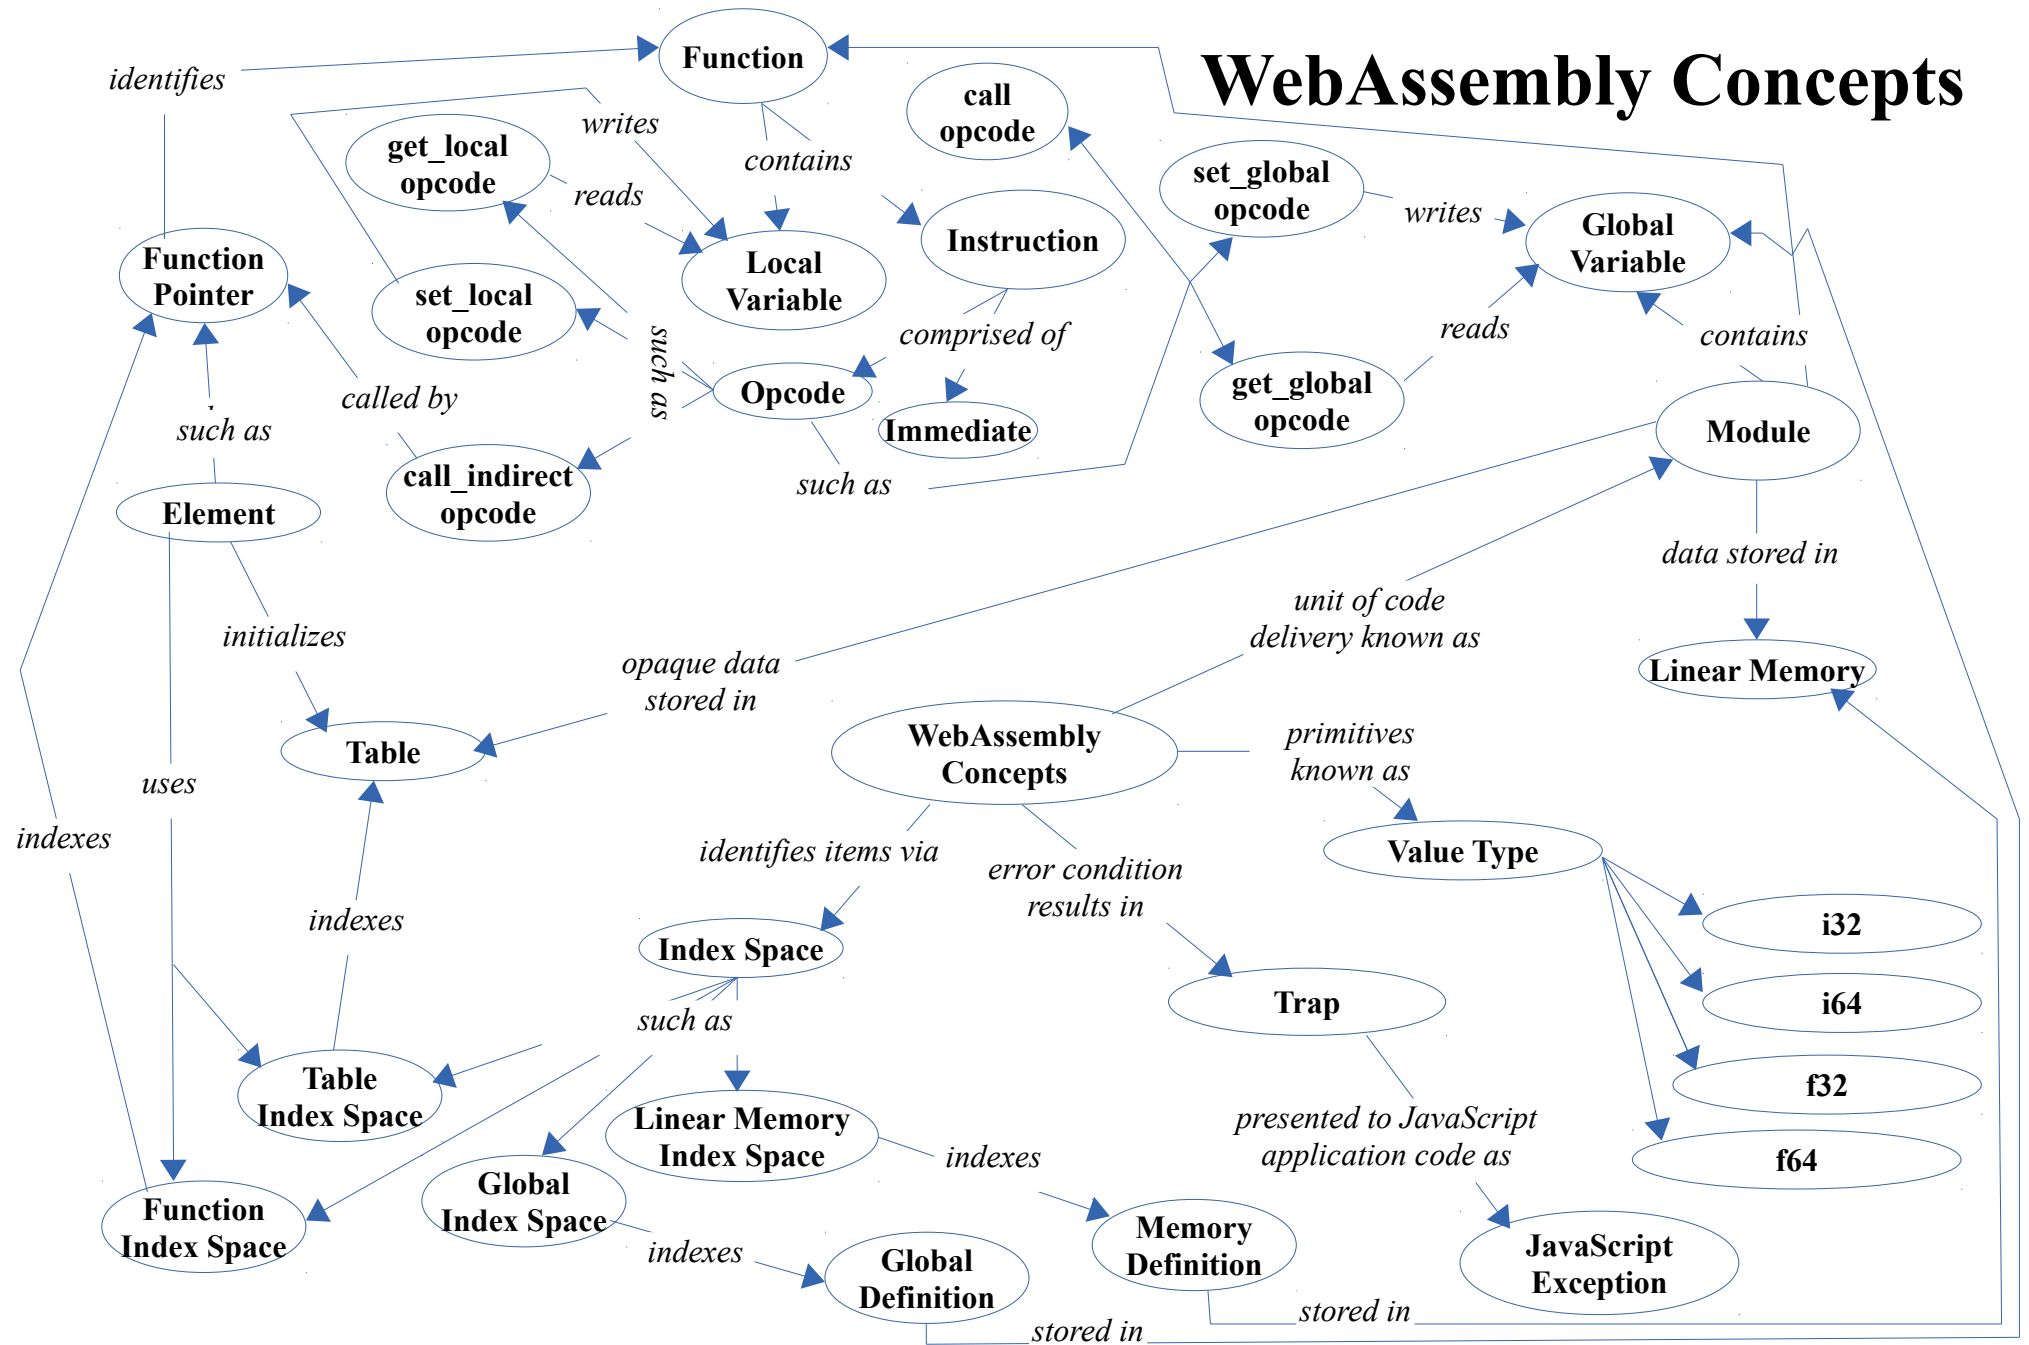 WebAssembly Concepts
Function
identifies
call
opcode
writes
get_local
opcode
contains
set_global
opcode
reads
writes
Global
Variable
Instruction
Function
Pointer
Local
Variable
set_local
opcode
comprised of
reads
contains
such as
called by
Opcode
get_global
opcode
such as
Immediate
Module
call_indirect
opcode
such as
Element
data stored in
unit of code
delivery known as
initializes
opaque data
stored in
Linear Memory
Table
WebAssembly
Concepts
primitives
known as
uses
indexes
identifies items via
error condition
results in
Value Type
indexes
Index Space
i32
Trap
i64
such as
Table
Index Space
f32
Linear Memory
Index Space
presented to JavaScript
application code as
indexes
f64
Global
Index Space
Function
Index Space
indexes
Memory
Definition
Global
Definition
JavaScript
Exception
stored in
stored in